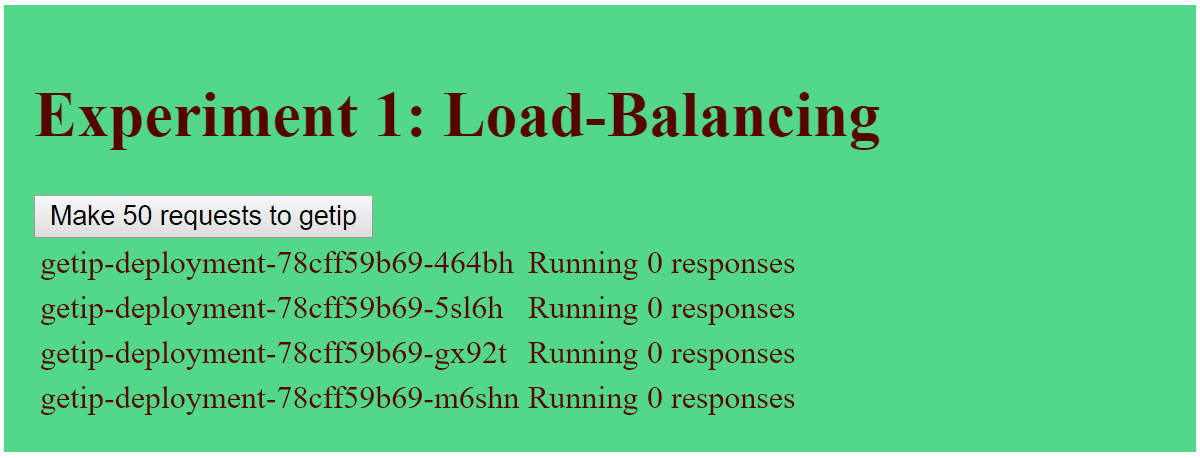 Experiment 1: Load-Balancing
Make 50 requests to getip
getip-deployment-78cff59b69-464bh Running 0 responses
getip-deployment-78cff59b69-5sl6h Running 0 responses
getip-deployment-78cff59b69-gx92t Running 0 responses
getip-deployment-78cff59b69-m6shn Running 0 responses